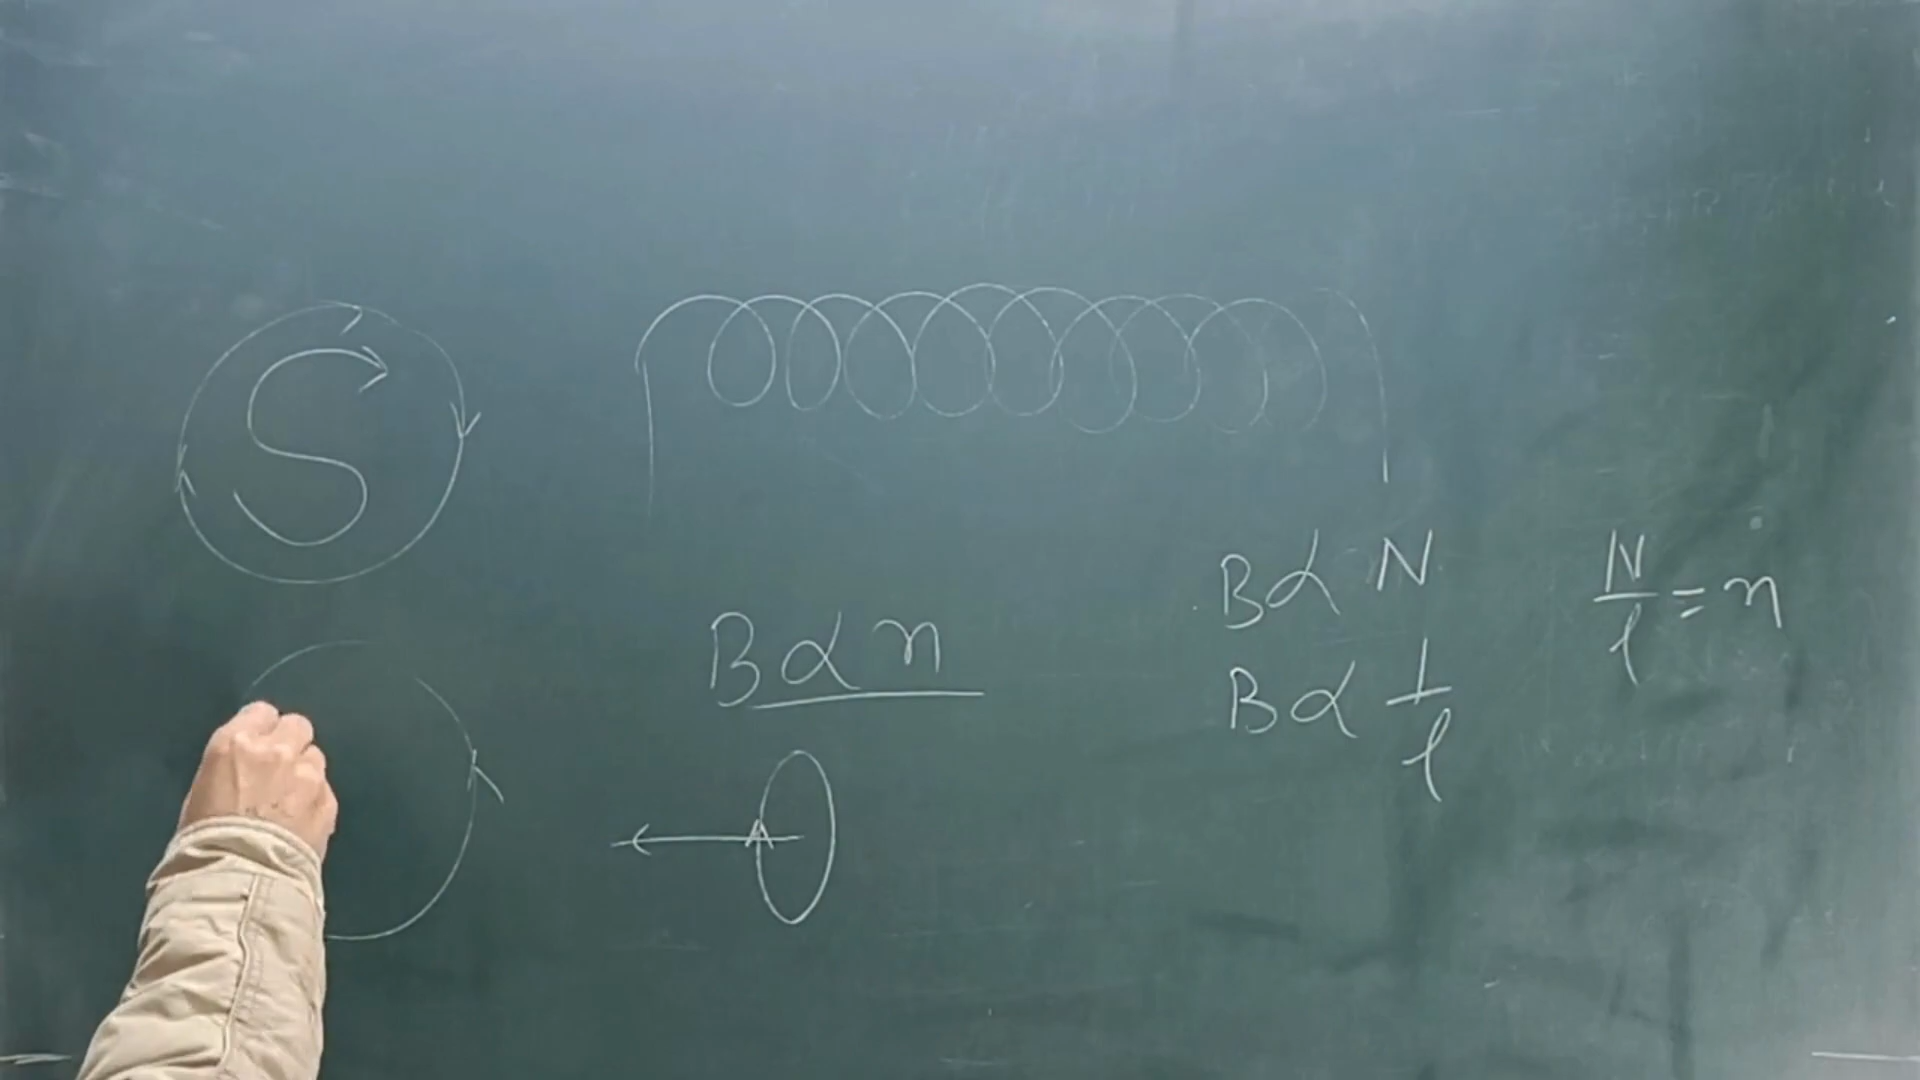 S
B ∝ N
N/l = n
B ∝ n
B ∝ 1/l